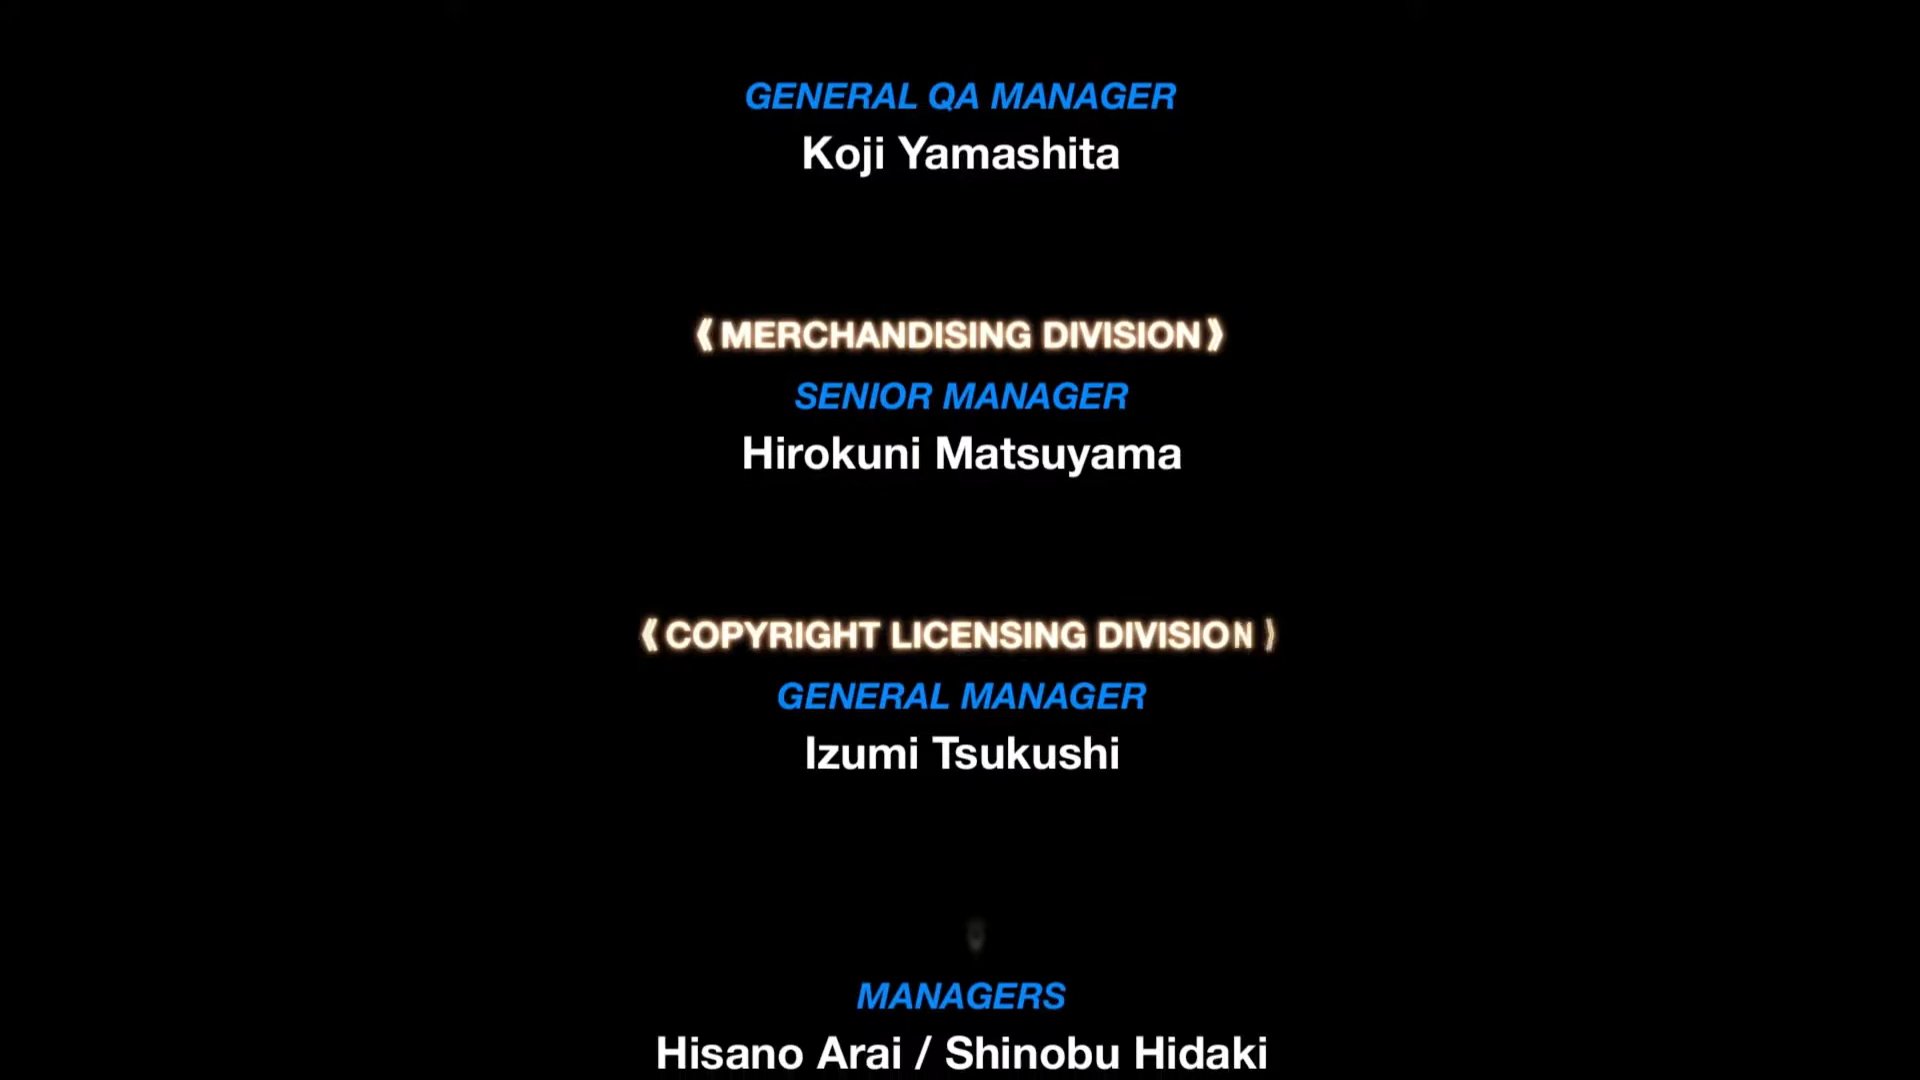 GENERAL QA MANAGER
Koji Yamashita
《MERCHANDISING DIVISION》
SENIOR MANAGER
Hirokuni Matsuyama
《COPYRIGHT LICENSING DIVISION》
GENERAL MANAGER
Izumi Tsukushi
MANAGERS
Hisano Arai / Shinobu Hidaki